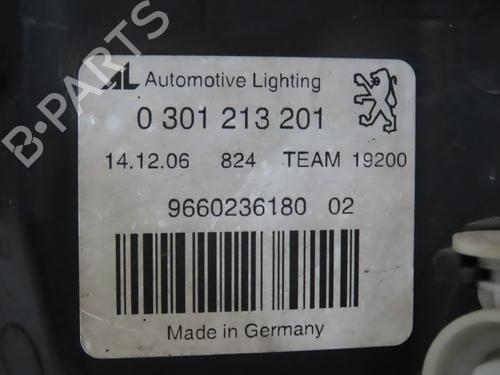 AL Automotive Lighting
0 301 213 201
14.12.06 824 TEAM 19200
9660236180 02
Made in Germany
B PARTS